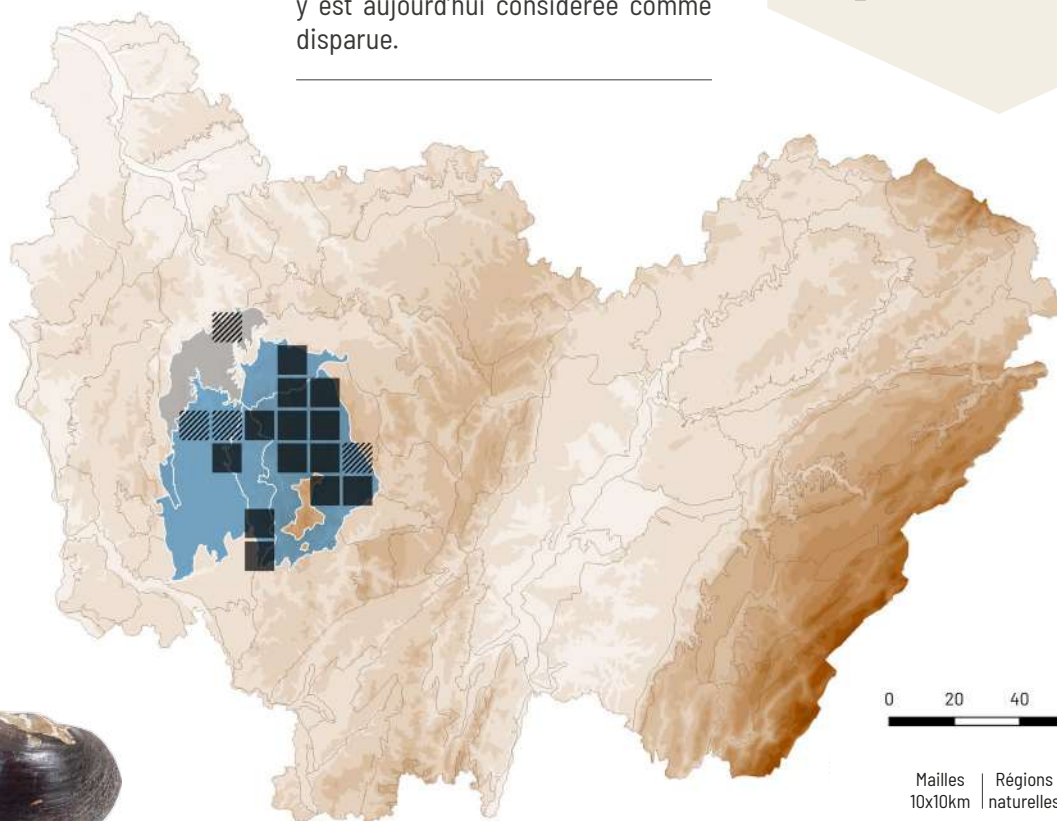 y est aujourd'hui considérée comme
disparue.
0 20 40
Mailles Régions
10x10km naturelles